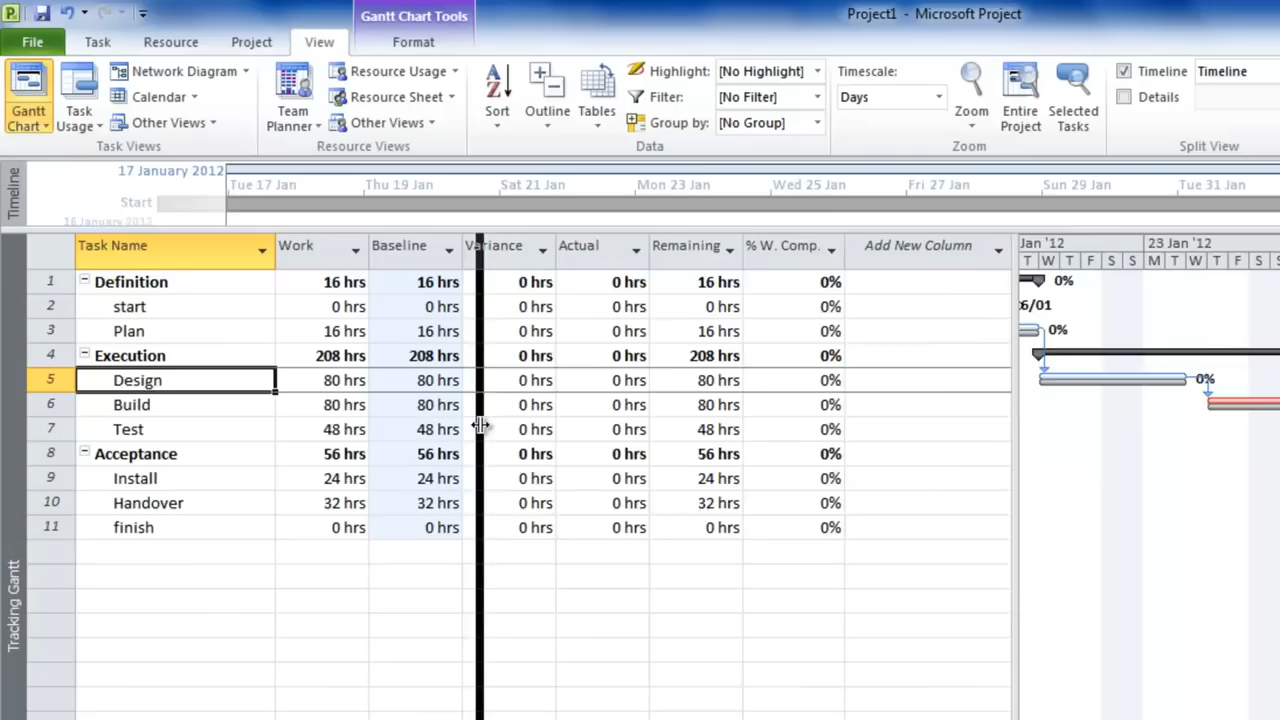 Gantt Chart Tools
Project1 - Microsoft Project
File Task Resource Project View Format
Gantt Chart
Task Usage
Network Diagram
Calendar
Other Views
Task Views
Team Planner
Resource Usage
Resource Sheet
Other Views
Resource Views
Sort
Outline
Tables
Highlight: [No Highlight]
Filter: [No Filter]
Group by: [No Group]
Data
Timescale:
Days
Zoom
Entire Project
Selected Tasks
Zoom
Timeline Timeline
Details
Split View
Timeline
17 January 2012
Tue 17 Jan Thu 19 Jan Sat 21 Jan Mon 23 Jan Wed 25 Jan Fri 27 Jan Sun 29 Jan Tue 31 Jan
Start
16 January 2012
Task Name Work Baseline Variance Actual Remaining % W. Comp. Add New Column Jan '12 23 Jan '12
T W T F S S M T W T F S S
1 Definition 16 hrs 16 hrs 0 hrs 0 hrs 16 hrs 0% 0%
2 start 0 hrs 0 hrs 0 hrs 0 hrs 0 hrs 0% 6/01
3 Plan 16 hrs 16 hrs 0 hrs 0 hrs 16 hrs 0% 0%
4 Execution 208 hrs 208 hrs 0 hrs 0 hrs 208 hrs 0%
5 Design 80 hrs 80 hrs 0 hrs 0 hrs 80 hrs 0% 0%
6 Build 80 hrs 80 hrs 0 hrs 0 hrs 80 hrs 0%
7 Test 48 hrs 48 hrs 0 hrs 0 hrs 48 hrs 0%
8 Acceptance 56 hrs 56 hrs 0 hrs 0 hrs 56 hrs 0%
9 Install 24 hrs 24 hrs 0 hrs 0 hrs 24 hrs 0%
10 Handover 32 hrs 32 hrs 0 hrs 0 hrs 32 hrs 0%
11 finish 0 hrs 0 hrs 0 hrs 0 hrs 0 hrs 0%
Tracking Gantt